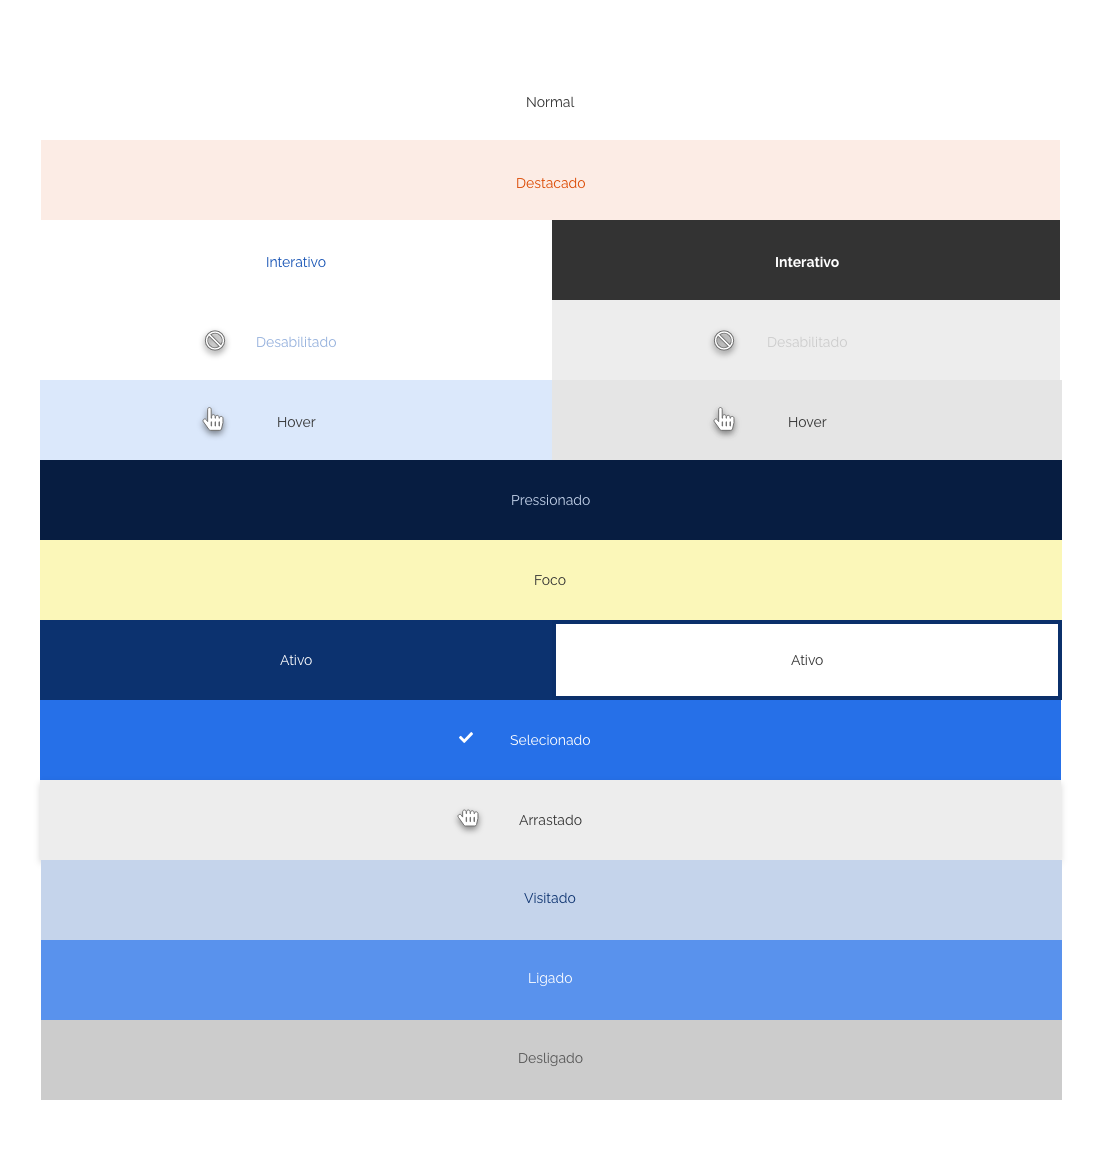 Normal
Destacado
Interativo
Interativo
Desabilitado
Desabilitado
Hover
Hover
Pressionado
Foco
Ativo
Ativo
Selecionado
Arrastado
Visitado
Ligado
Desligado